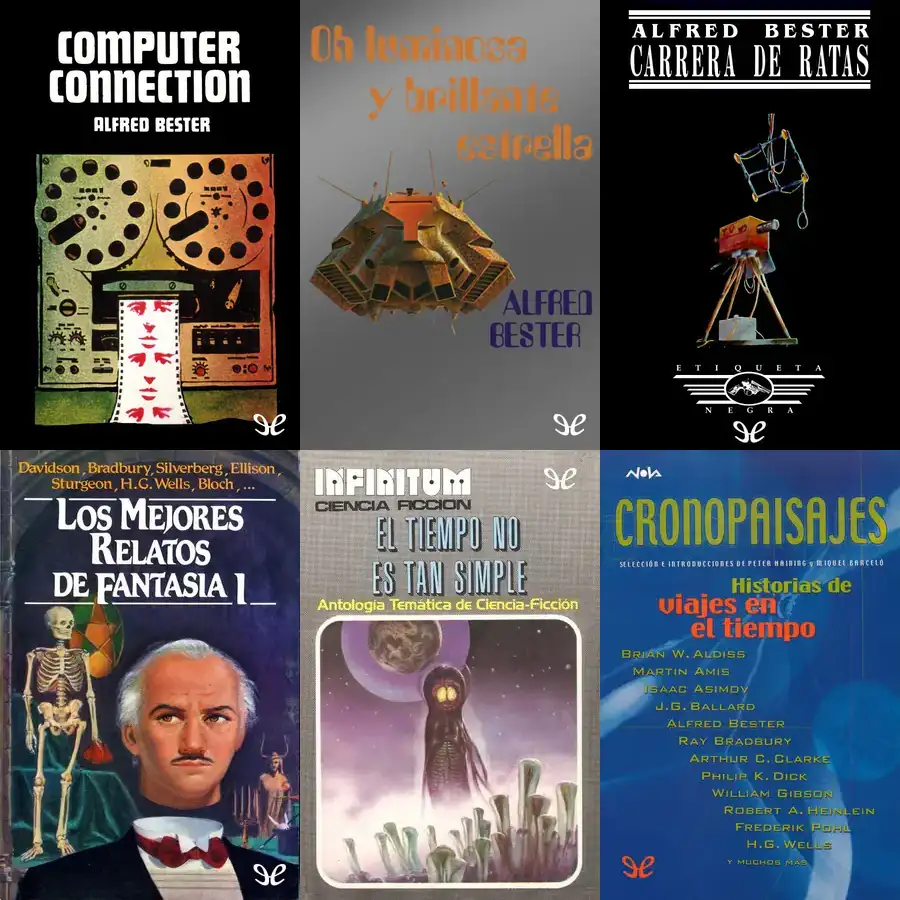 COMPUTER
CONNECTION
ALFRED BESTER
Oh luminosa
y brillante
estrella
ALFRED
BESTER
ALFRED BESTER
CARRERA DE RATAS
ETIQUETA
NEGRA
Davidson, Bradbury, Silverberg, Ellison,
Sturgeon, H.G. Wells, Bloch, ...
LOS MEJORES
RELATOS
DE FANTASIA I
INFINITUM
CIENCIA FICCION
EL TIEMPO NO
ES TAN SIMPLE
Antología Temática de Ciencia-Ficción
NOVA
CRONOPAISAJES
SELECCIÓN E INTRODUCCIONES DE PETER HAINING y MIQUEL BARCELÓ
Historias de
viajes en
el tiempo
BRIAN W. ALDISS
MARTIN AMIS
ISAAC ASIMOV
J.G. BALLARD
ALFRED BESTER
RAY BRADBURY
ARTHUR C. CLARKE
PHILIP K. DICK
WILLIAM GIBSON
ROBERT A. HEINLEIN
FREDERIK POHL
H.G. WELLS
Y MUCHOS MÁS